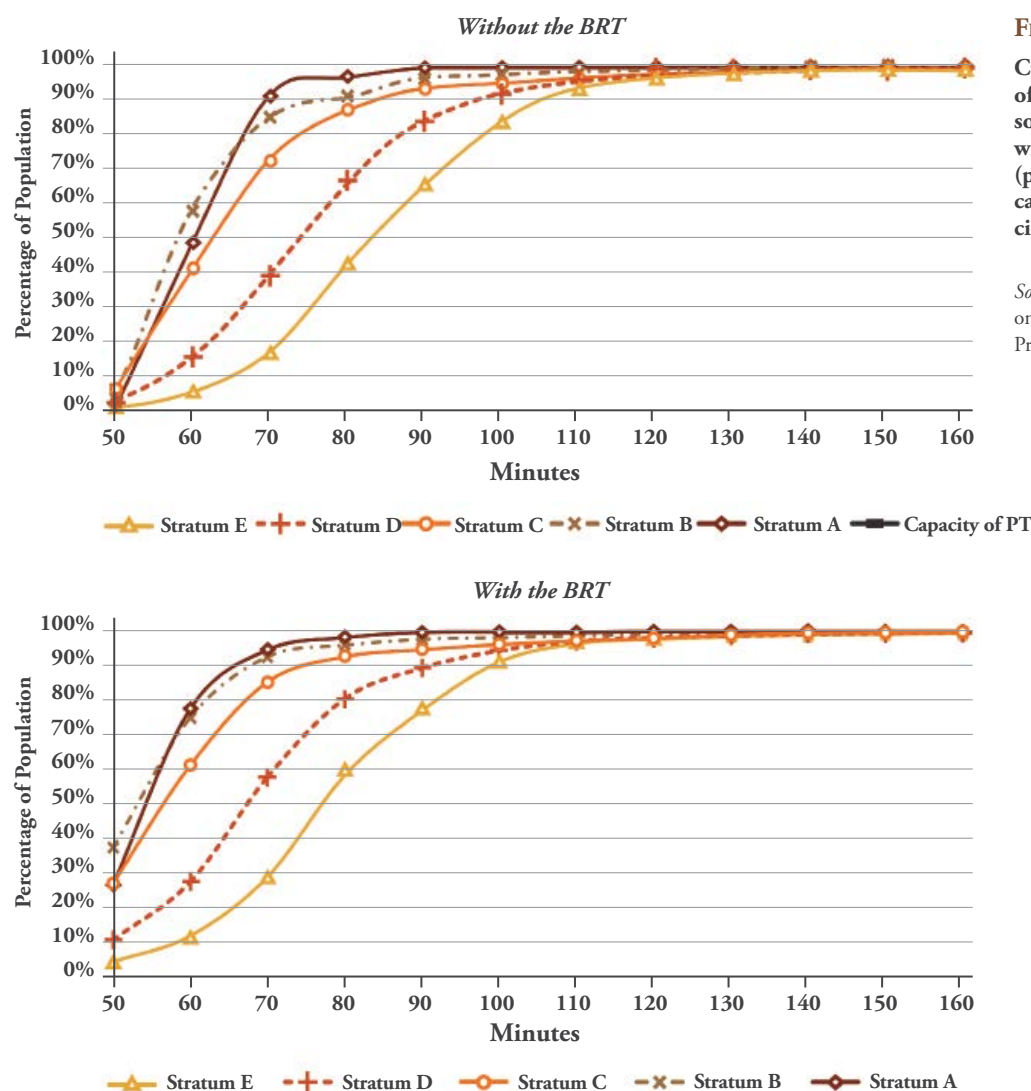 Without the BRT
100%
90%
80%
70%
60%
50%
40%
30%
20%
10%
0%
Percentage of Population
50 60 70 80 90 100 110 120 130 140 150 160
Minutes
Stratum E Stratum D Stratum C Stratum B Stratum A Capacity of PT
With the BRT
100%
90%
80%
70%
60%
50%
40%
30%
20%
10%
0%
Percentage of Population
50 60 70 80 90 100 110 120 130 140 150 160
Minutes
Stratum E Stratum D Stratum C Stratum B Stratum A
of
on